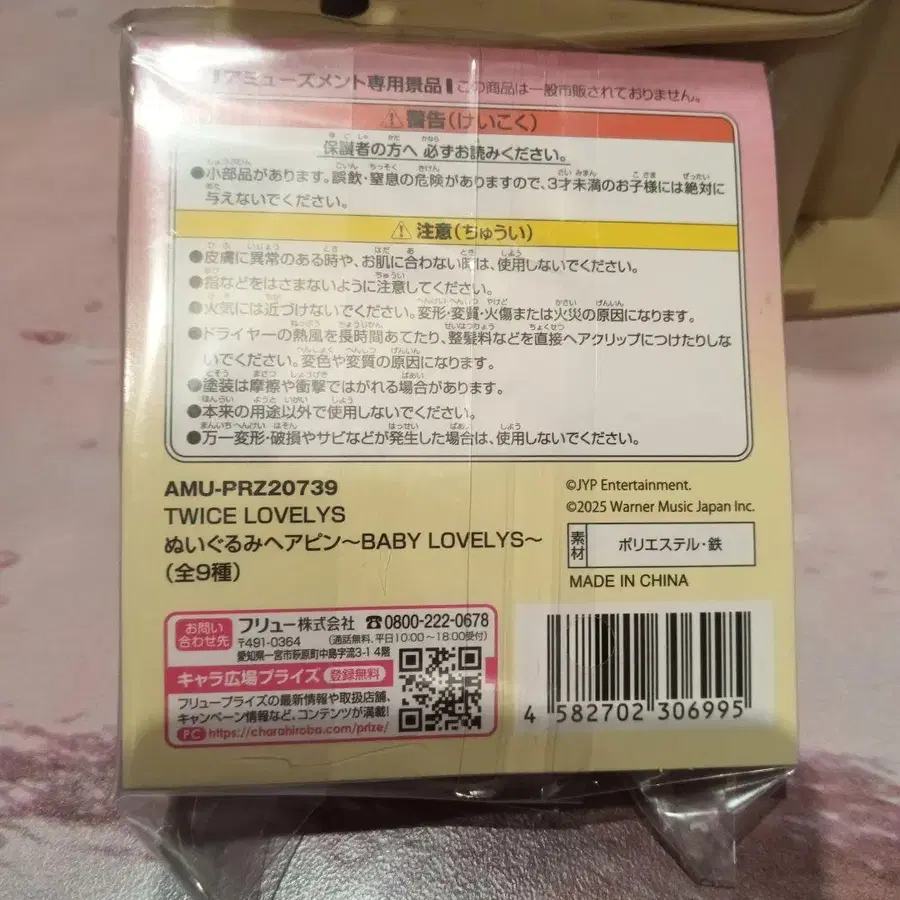 アミューズメント専用景品 この商品は一般市販されておりません。
⚠警告(けいこく)
保護者の方へ 必ずお読みください。
●小部品があります。誤飲・窒息の危険がありますので、3才未満のお子様には絶対に
与えないでください。
⚠注意(ちゅうい)
●皮膚に異常のある時や、お肌に合わない時は、使用しないでください。
●指などをはさまないように注意してください。
●火気には近づけないでください。変形・変質・火傷または火災の原因になります。
●ドライヤーの熱風を長時間あてたり、整髪料などを直接ヘアクリップにつけたりしな
いでください。変色や変質の原因になります。
●塗装は摩擦や衝撃ではがれる場合があります。
●本来の用途以外で使用しないでください。
●万一変形・破損やサビなどが発生した場合は、使用しないでください。
AMU-PRZ20739
TWICE LOVELYS
ぬいぐるみヘアピン〜BABY LOVELYS〜
(全9種)
©JYP Entertainment.
©2025 Warner Music Japan Inc.
素材 ポリエステル・鉄
MADE IN CHINA
お問い合わせ先 フリュー株式会社 ☎0800-222-0678
〒491-0364 (通話無料、平日10:00〜18:00受付)
愛知県一宮市萩原町中島字流3-1 4階
キャラ広場プライズ 登録無料
フリュープライズの最新情報や取扱店舗、
キャンペーン情報など、コンテンツが満載!
PC https://charahiroba.com/prize/
4 582702 306995